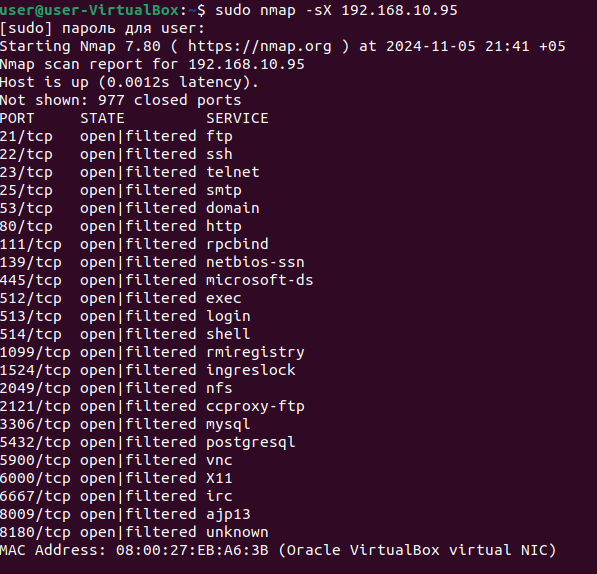 user@user-VirtualBox:~$ sudo nmap -sX 192.168.10.95
[sudo] пароль для user:
Starting Nmap 7.80 ( https://nmap.org ) at 2024-11-05 21:41 +05
Nmap scan report for 192.168.10.95
Host is up (0.0012s latency).
Not shown: 977 closed ports
PORT     STATE         SERVICE
21/tcp   open|filtered ftp
22/tcp   open|filtered ssh
23/tcp   open|filtered telnet
25/tcp   open|filtered smtp
53/tcp   open|filtered domain
80/tcp   open|filtered http
111/tcp  open|filtered rpcbind
139/tcp  open|filtered netbios-ssn
445/tcp  open|filtered microsoft-ds
512/tcp  open|filtered exec
513/tcp  open|filtered login
514/tcp  open|filtered shell
1099/tcp open|filtered rmiregistry
1524/tcp open|filtered ingreslock
2049/tcp open|filtered nfs
2121/tcp open|filtered ccproxy-ftp
3306/tcp open|filtered mysql
5432/tcp open|filtered postgresql
5900/tcp open|filtered vnc
6000/tcp open|filtered X11
6667/tcp open|filtered irc
8009/tcp open|filtered ajp13
8180/tcp open|filtered unknown
MAC Address: 08:00:27:EB:A6:3B (Oracle VirtualBox virtual NIC)